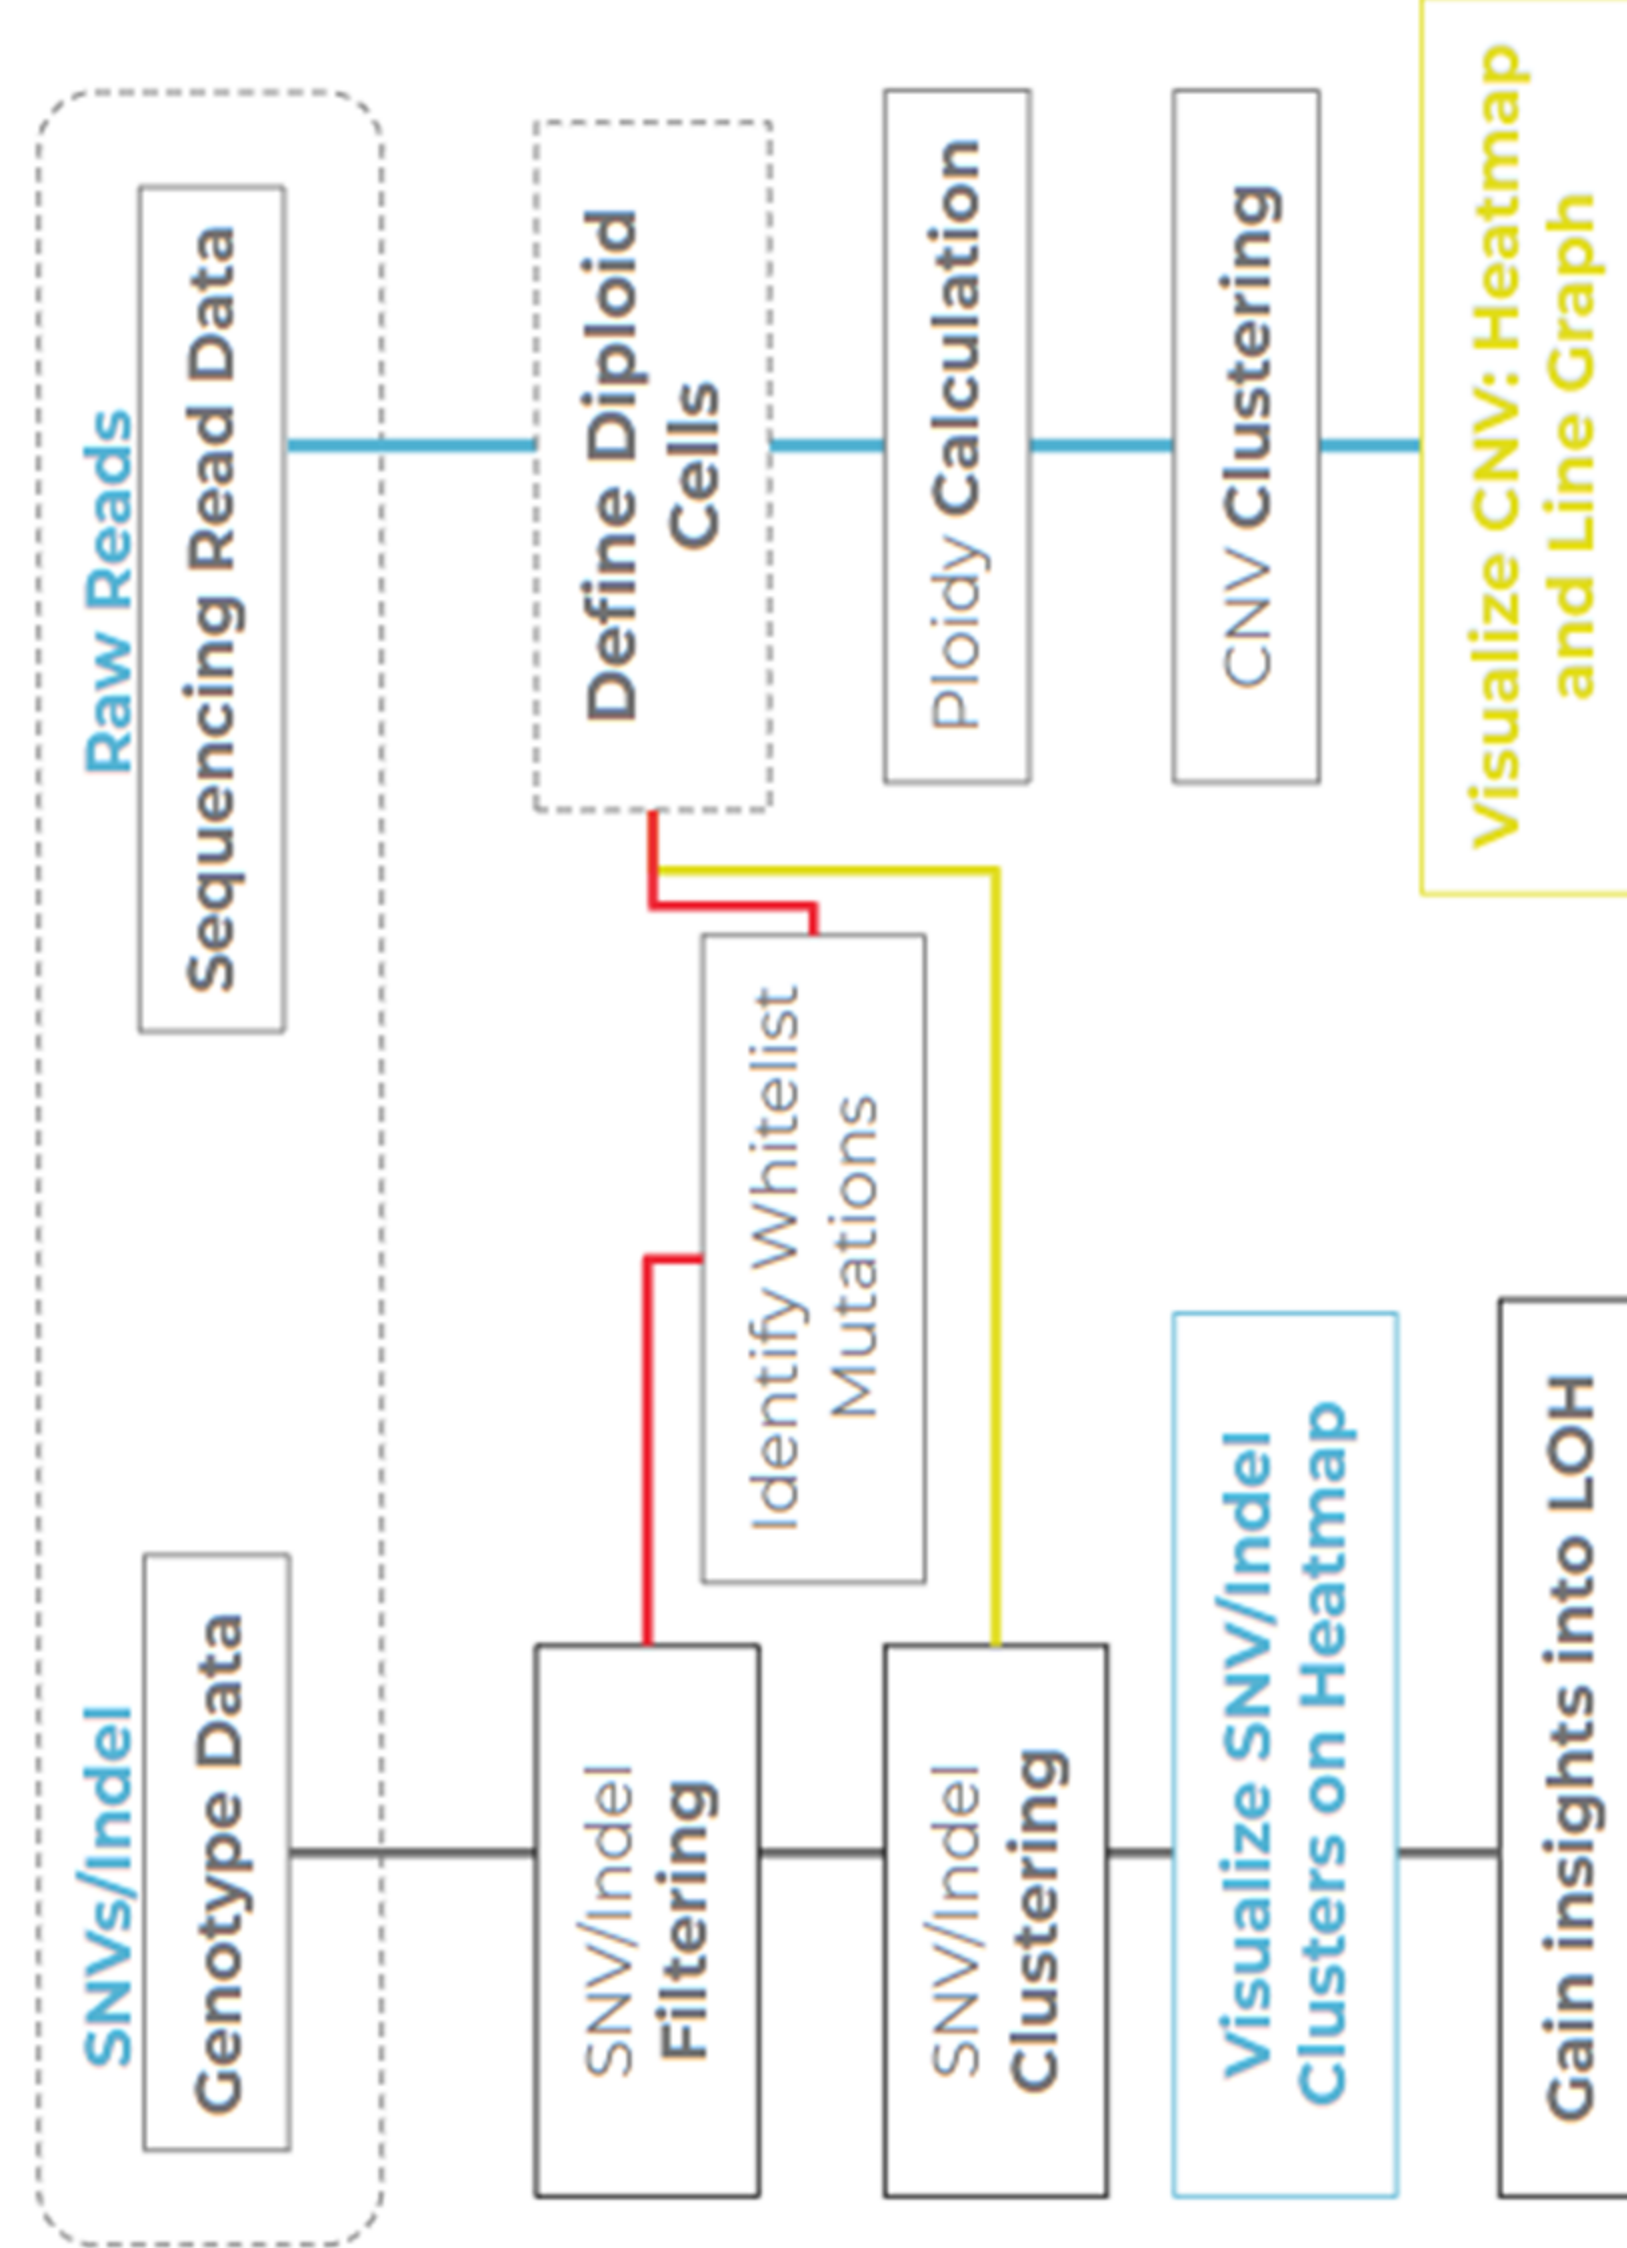 SNVs/Indel
Genotype Data
Raw Reads
Sequencing Read Data
SNV/Indel
Filtering
Define Diploid
Cells
Identify Whitelist
Mutations
SNV/Indel
Clustering
Ploidy Calculation
Visualize SNV/Indel
Clusters on Heatmap
CNV Clustering
Gain insights into LOH
Visualize CNV: Heatmap
and Line Graph